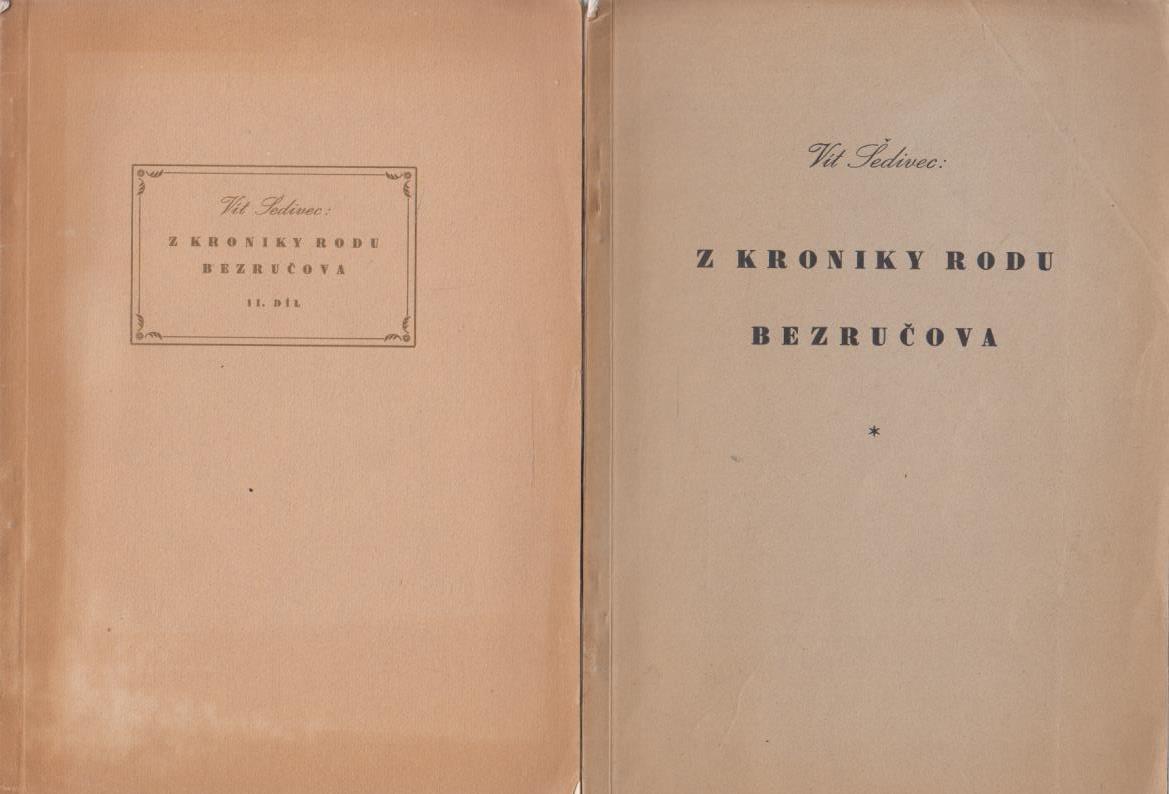 Vít Šedivec:
Z KRONIKY RODU
BEZRUČOVA
II. DÍL
Vít Šedivec:
Z KRONIKY RODU
BEZRUČOVA
*